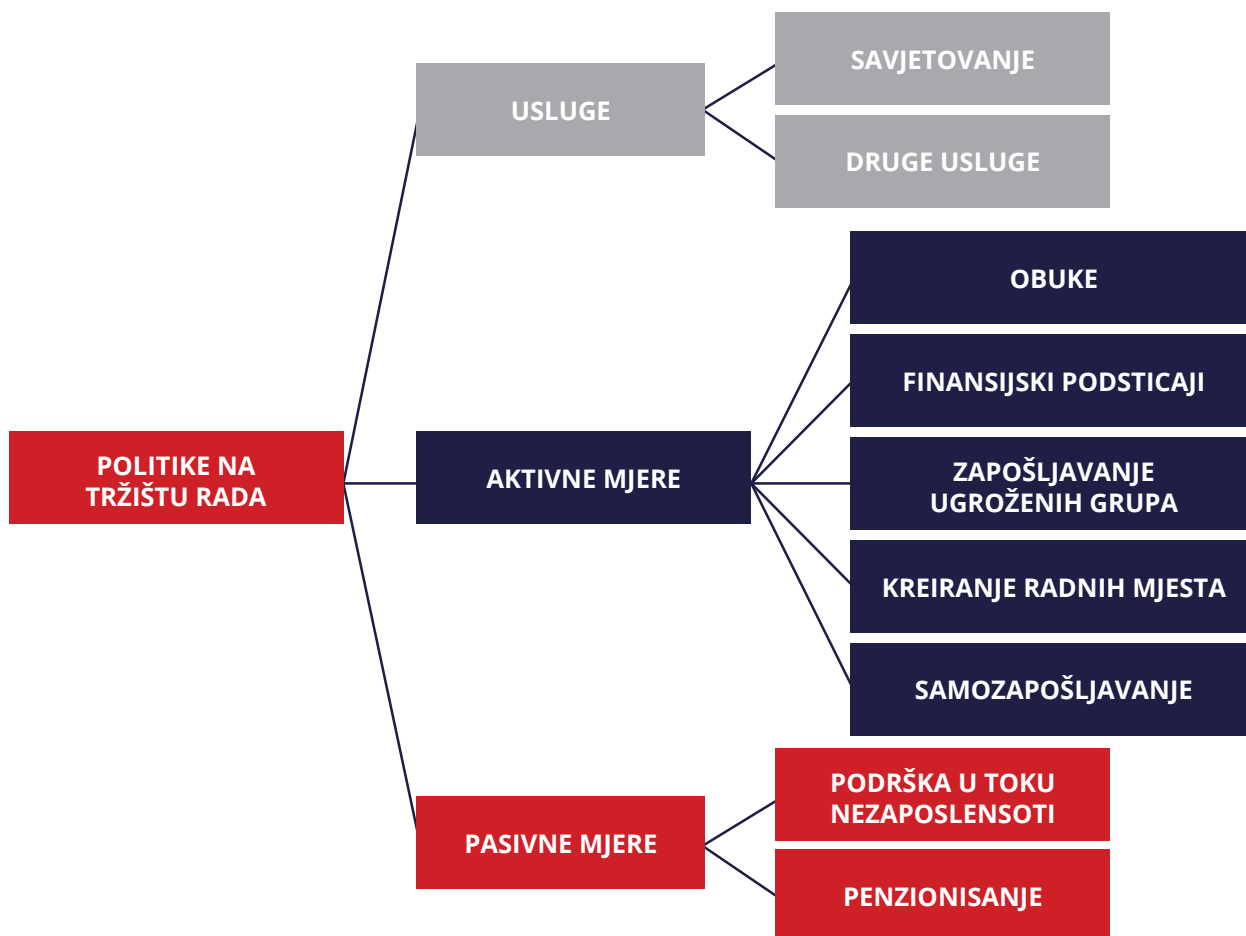 POLITIKE NA
TRŽIŠTU RADA
USLUGE
SAVJETOVANJE
DRUGE USLUGE
AKTIVNE MJERE
OBUKE
FINANSIJSKI PODSTICAJI
ZAPOŠLJAVANJE
UGROŽENIH GRUPA
KREIRANJE RADNIH MJESTA
SAMOZAPOŠLJAVANJE
PASIVNE MJERE
PODRŠKA U TOKU
NEZAPOSLENSOTI
PENZIONISANJE